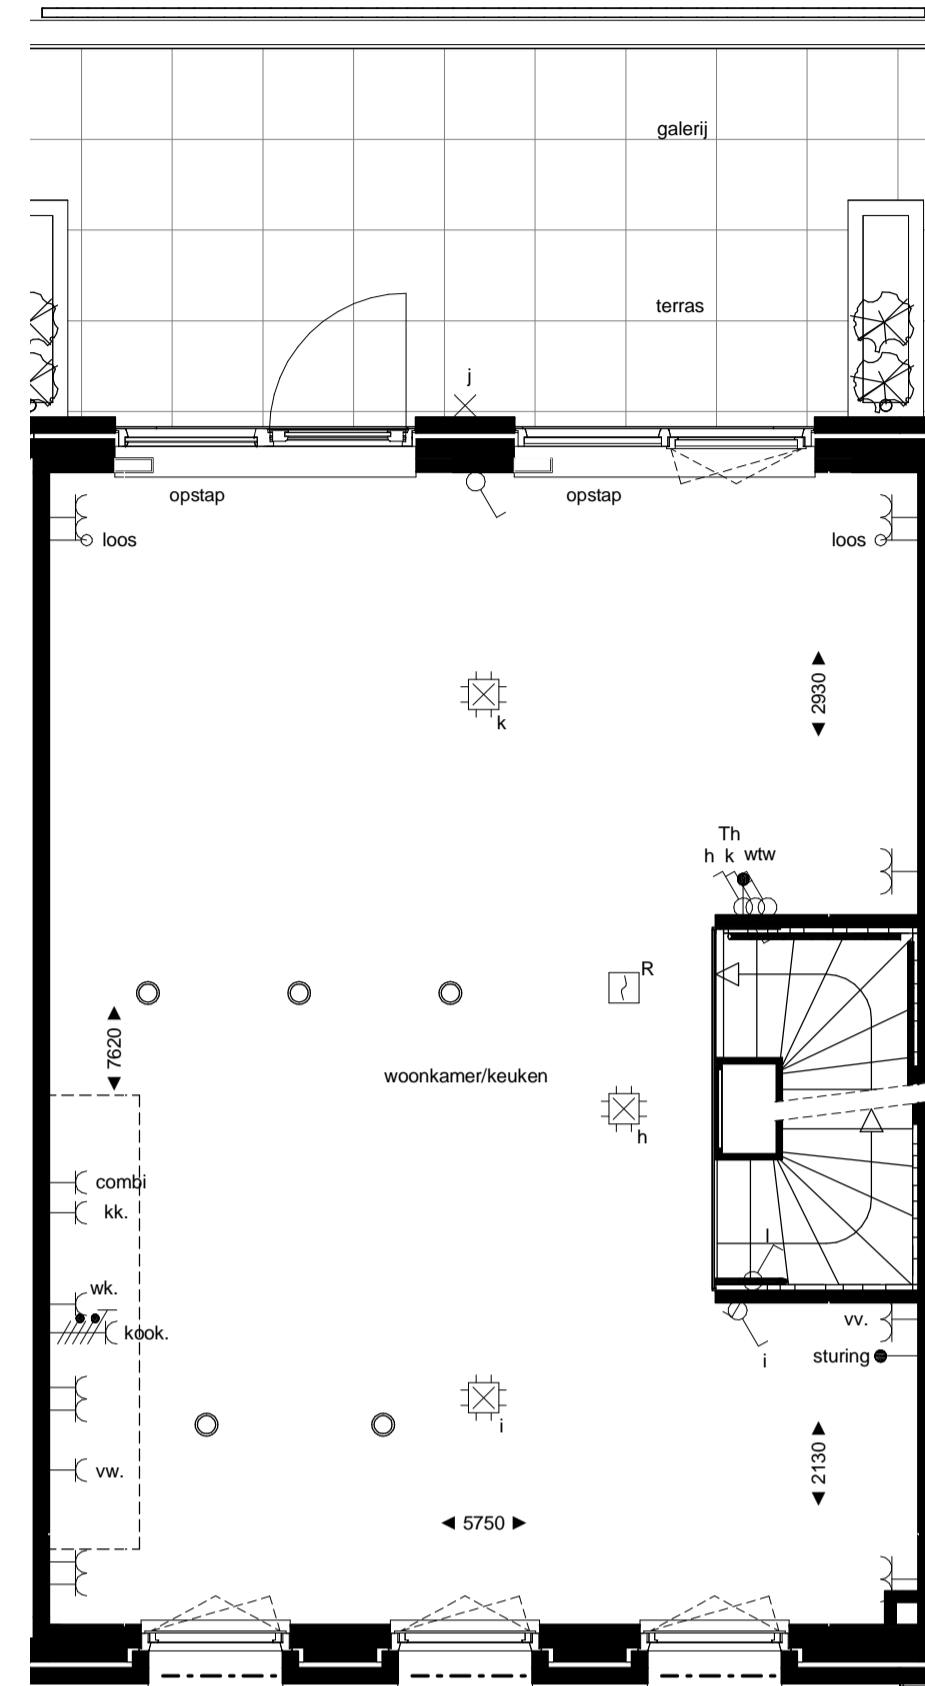 galerij
terras
j
opstap
opstap
loos
loos
2930
k
Th
h k wtw
R
7620
woonkamer/keuken
h
combi
kk.
l
wk.
kook.
vv.
i
sturing
i
vw.
2130
5750